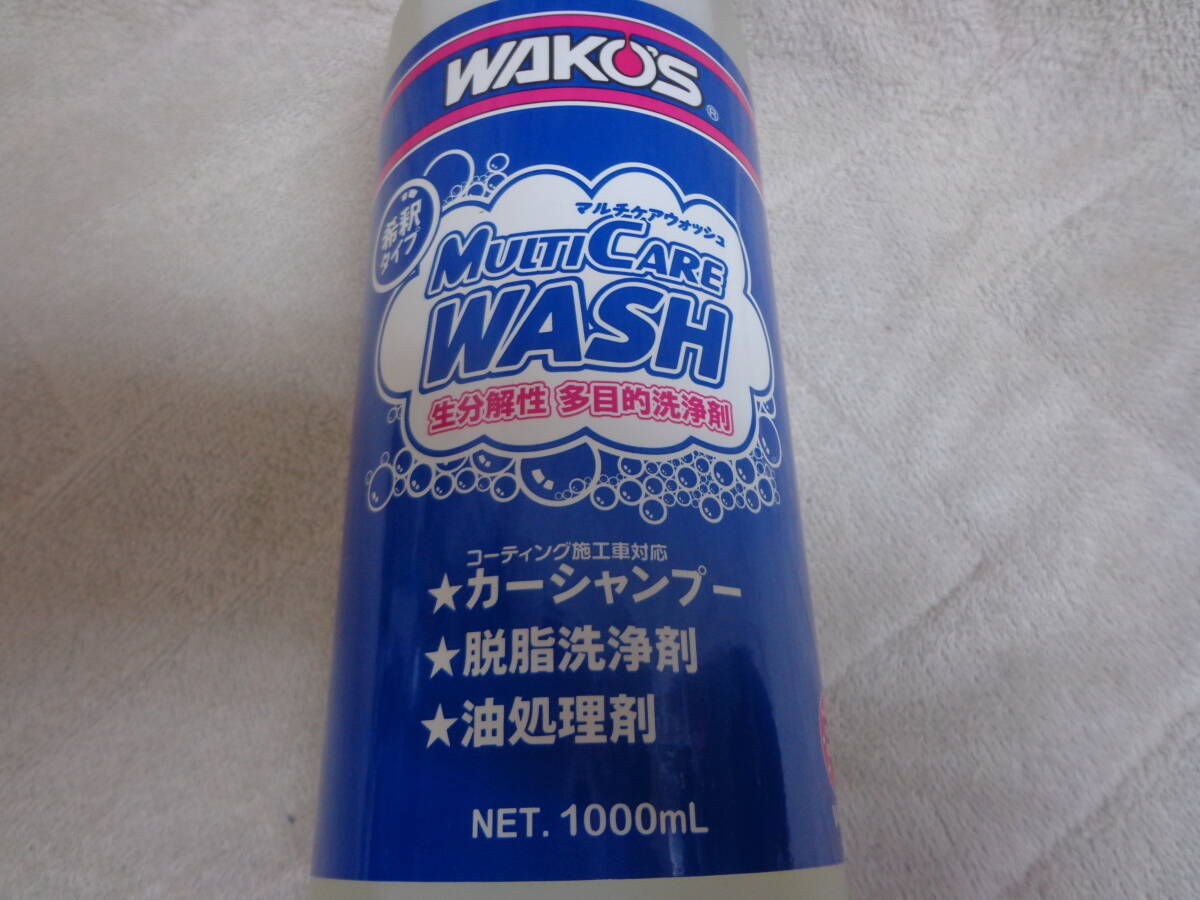 WAKO'S
®
希釈
タイプ
マルチケアウォッシュ
MULTI CARE
WASH
生分解性 多目的洗浄剤
コーティング施工車対応
★カーシャンプー
★脱脂洗浄剤
★油処理剤
NET. 1000mL